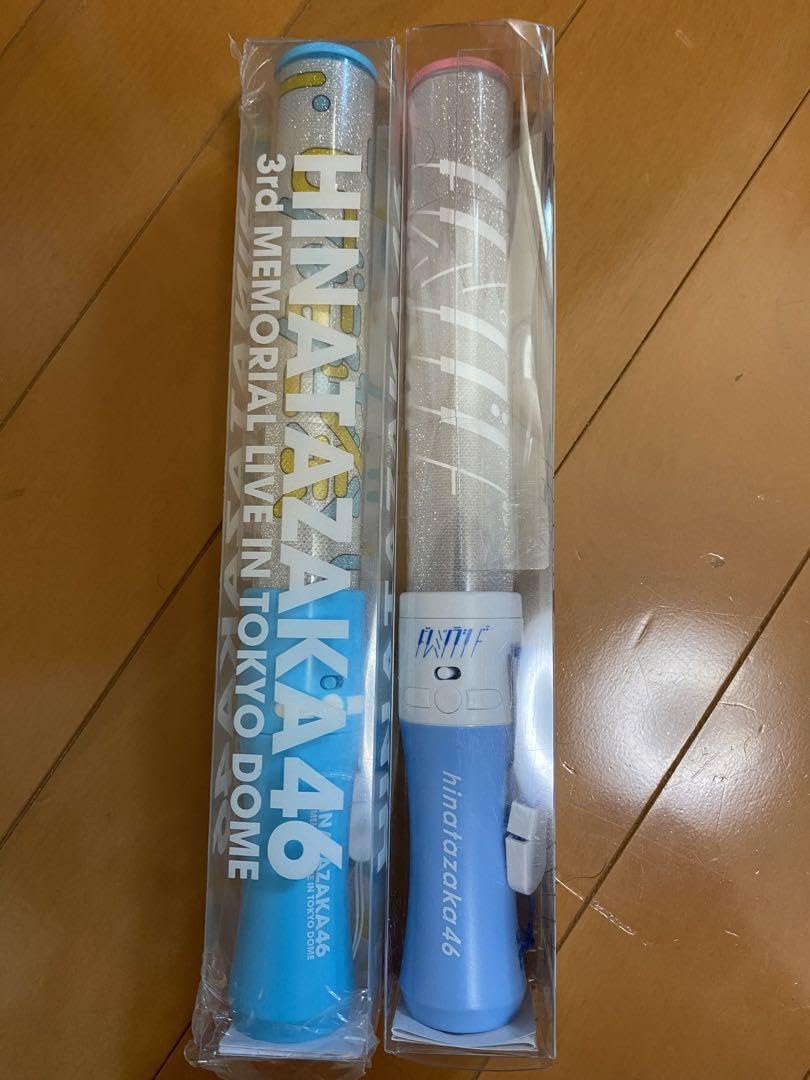 HINATAZAKA46
3rd MEMORIAL LIVE IN TOKYO DOME
hinatazaka46